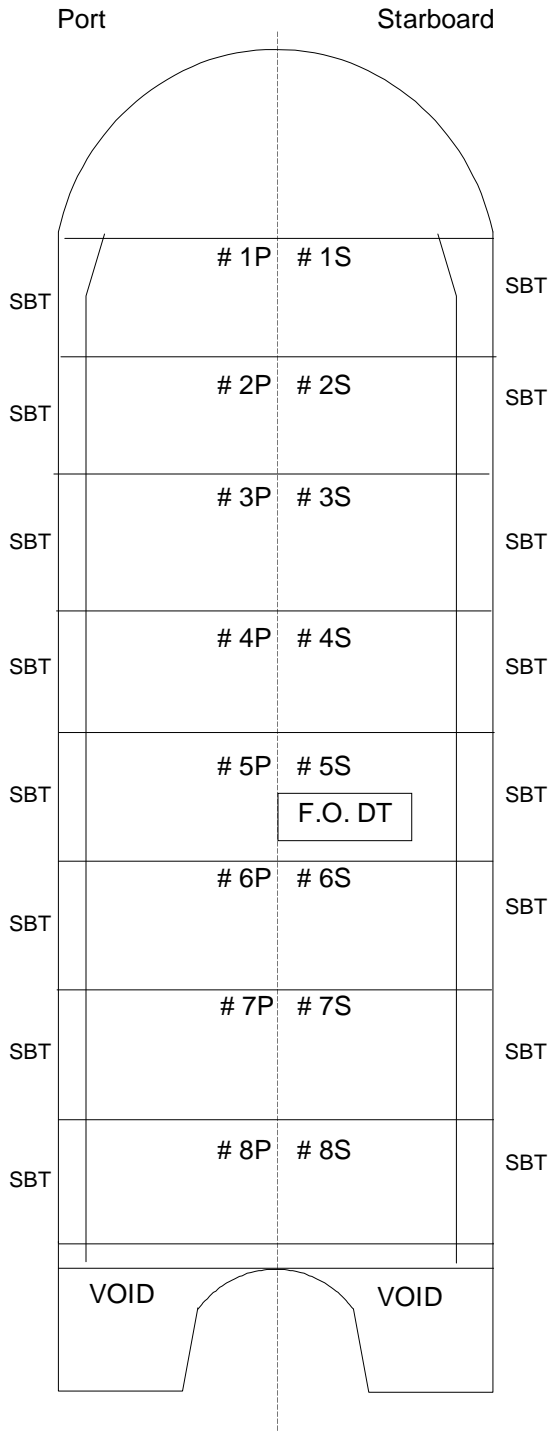 Port Starboard
# 1P # 1S
SBT SBT
# 2P # 2S
SBT SBT
# 3P # 3S
SBT SBT
# 4P # 4S
SBT SBT
# 5P # 5S
SBT SBT
F.O. DT
# 6P # 6S
SBT SBT
# 7P # 7S
SBT SBT
# 8P # 8S
SBT SBT
VOID VOID